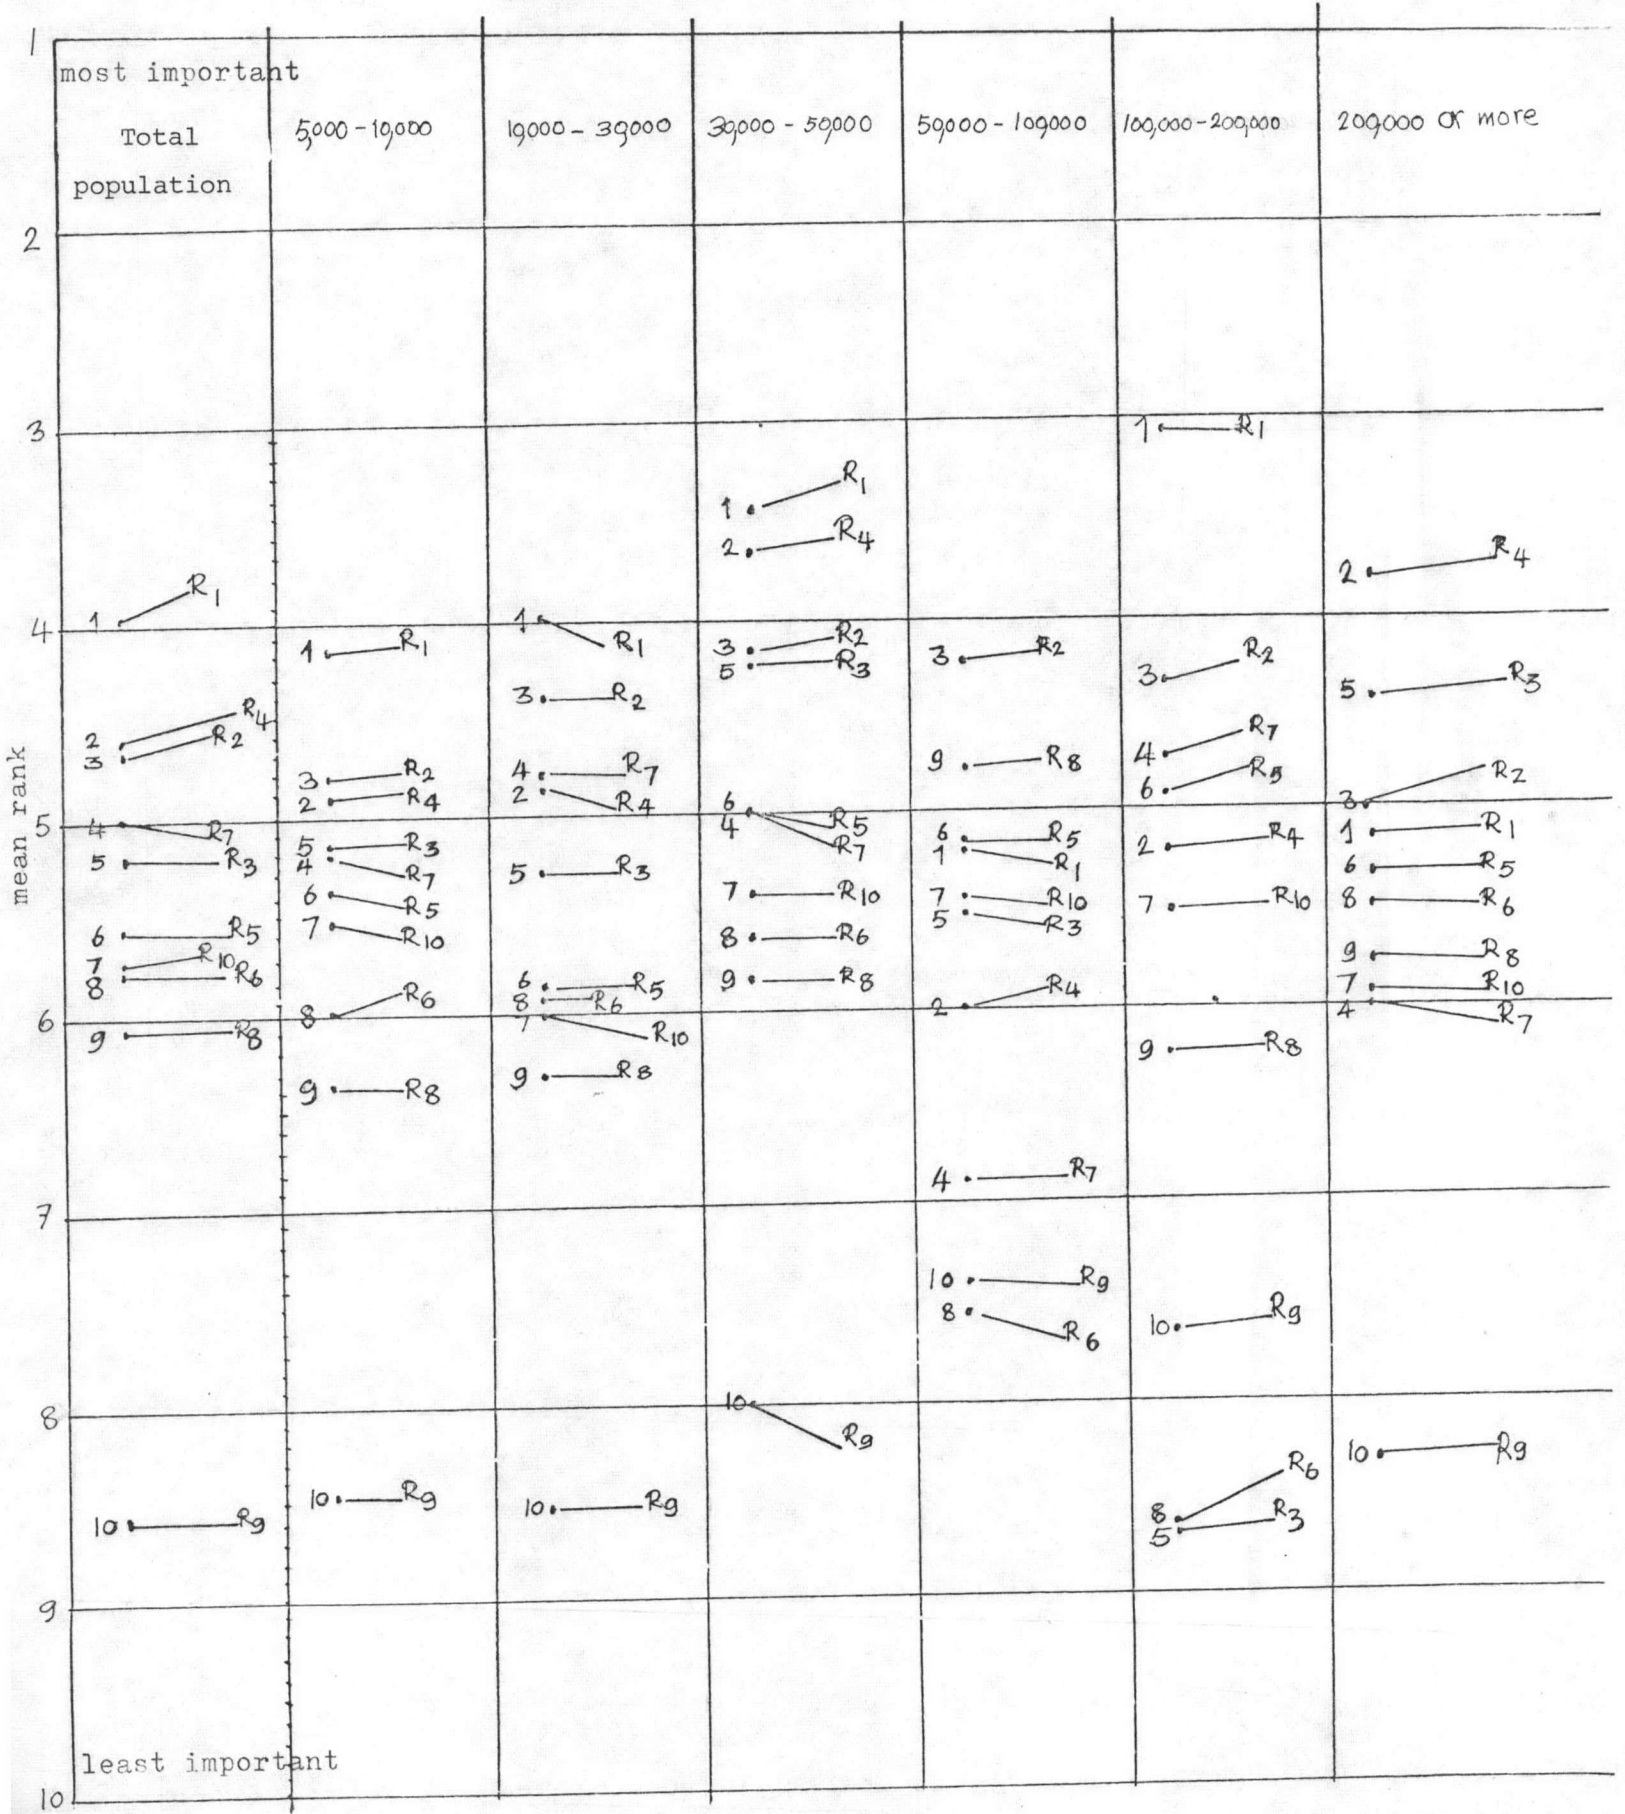 1
most important
Total
population
5,000 - 10,000
10,000 - 30,000
30,000 - 50,000
50,000 - 100,000
100,000 - 200,000
200,000 or more
2
3
4
mean rank
5
6
7
8
9
10
least important
1 R1
2 R4
3 R2
4 R7
5 R3
6 R5
7 R10
8 R6
9 R8
10 R9
1 R1
3 R2
2 R4
5 R3
4 R7
6 R5
7 R10
8 R6
9 R8
10 R9
1 R1
3 R2
4 R7
2 R4
5 R3
6 R5
8 R6
7 R10
9 R8
10 R9
1 R1
2 R4
3 R2
5 R3
6 R5
4 R7
7 R10
8 R6
9 R8
10 R9
3 R2
9 R8
6 R5
1 R1
7 R10
5 R3
2 R4
4 R7
10 R9
8 R6
1 R1
3 R2
4 R7
6 R5
2 R4
7 R10
9 R8
10 R9
8 R6
5 R3
2 R4
5 R3
3 R2
1 R1
6 R5
8 R6
9 R8
7 R10
4 R7
10 R9